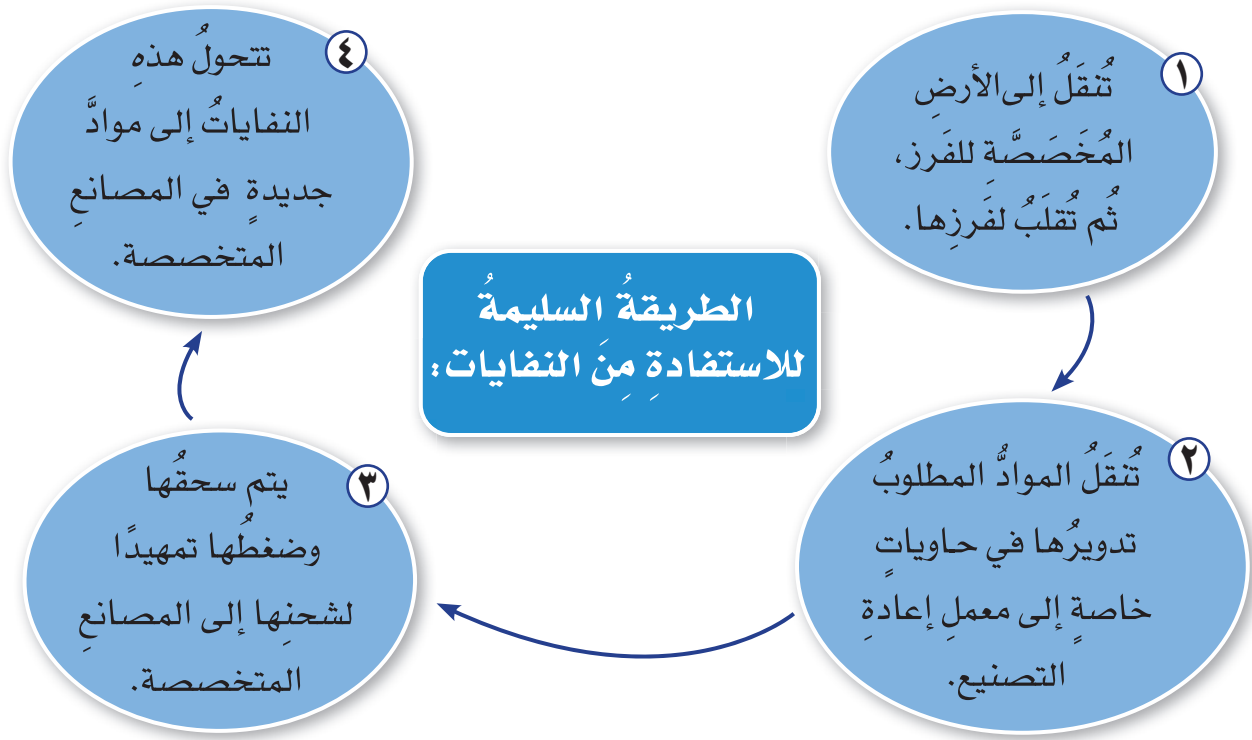 الطريقةُ السليمةُ
للاستفادةِ مِنَ النفايات:
١
تُنقَلُ إلى الأرضِ
المُخَصَصَّةِ للفَرز،
ثُم تُقلَبُ لفَرزِها.
٢
تُنقَلُ الموادُّ المطلوبُ
تدويرُها في حاوياتٍ
خاصةٍ إلى معملِ إعادةِ
التصنيع.
٣
يتم سحقُها
وضغطُها تمهيدًا
لشحنِها إلى المصانعِ
المتخصصة.
٤
تتحولُ هذهِ
النفاياتُ إلى موادَّ
جديدةٍ في المصانعِ
المتخصصة.